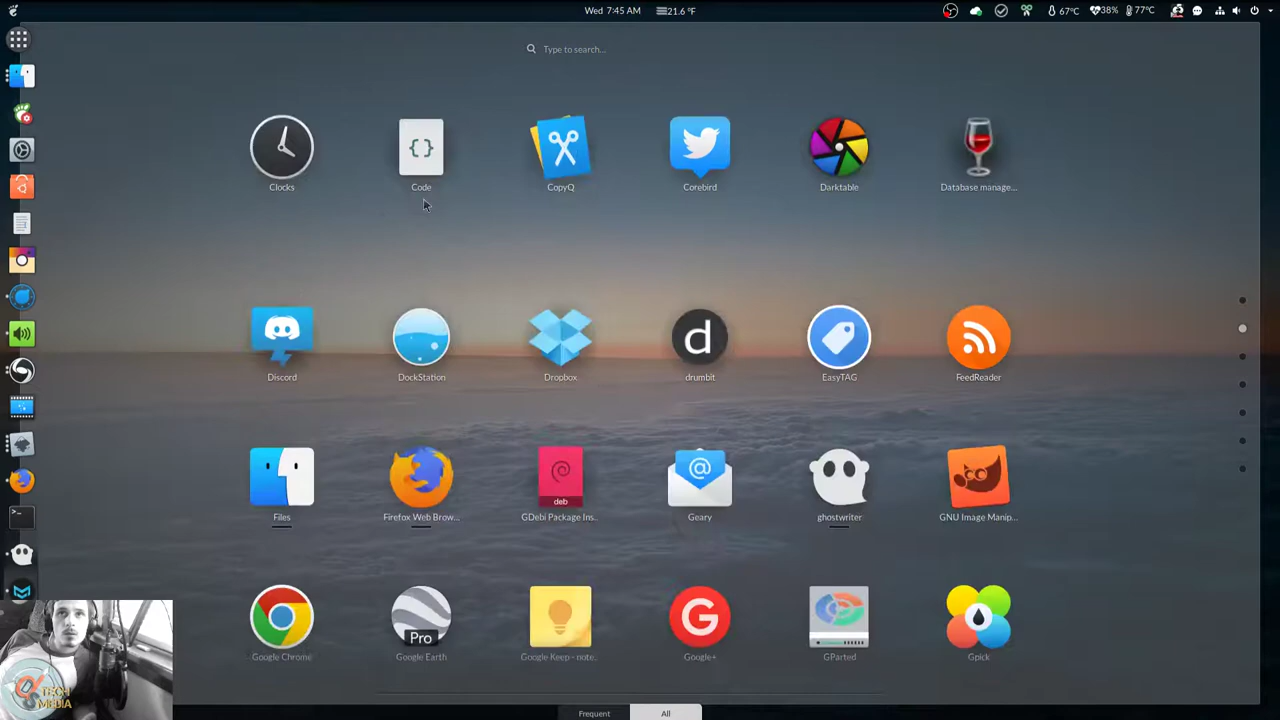 Wed 7:45 AM
21.6 °F
67°C
38%
77°C
Type to search...
Clocks
Code
CopyQ
Corebird
Darktable
Database manage...
Discord
DockStation
Dropbox
drumbit
EasyTAG
FeedReader
d
deb
Files
Firefox Web Brow...
GDebi Package Ins...
Geary
ghostwriter
GNU Image Manip...
Pro
Google Chrome
Google Earth
Google Keep - note...
Google+
GParted
Gpick
TECH
MEDIA
Frequent
All